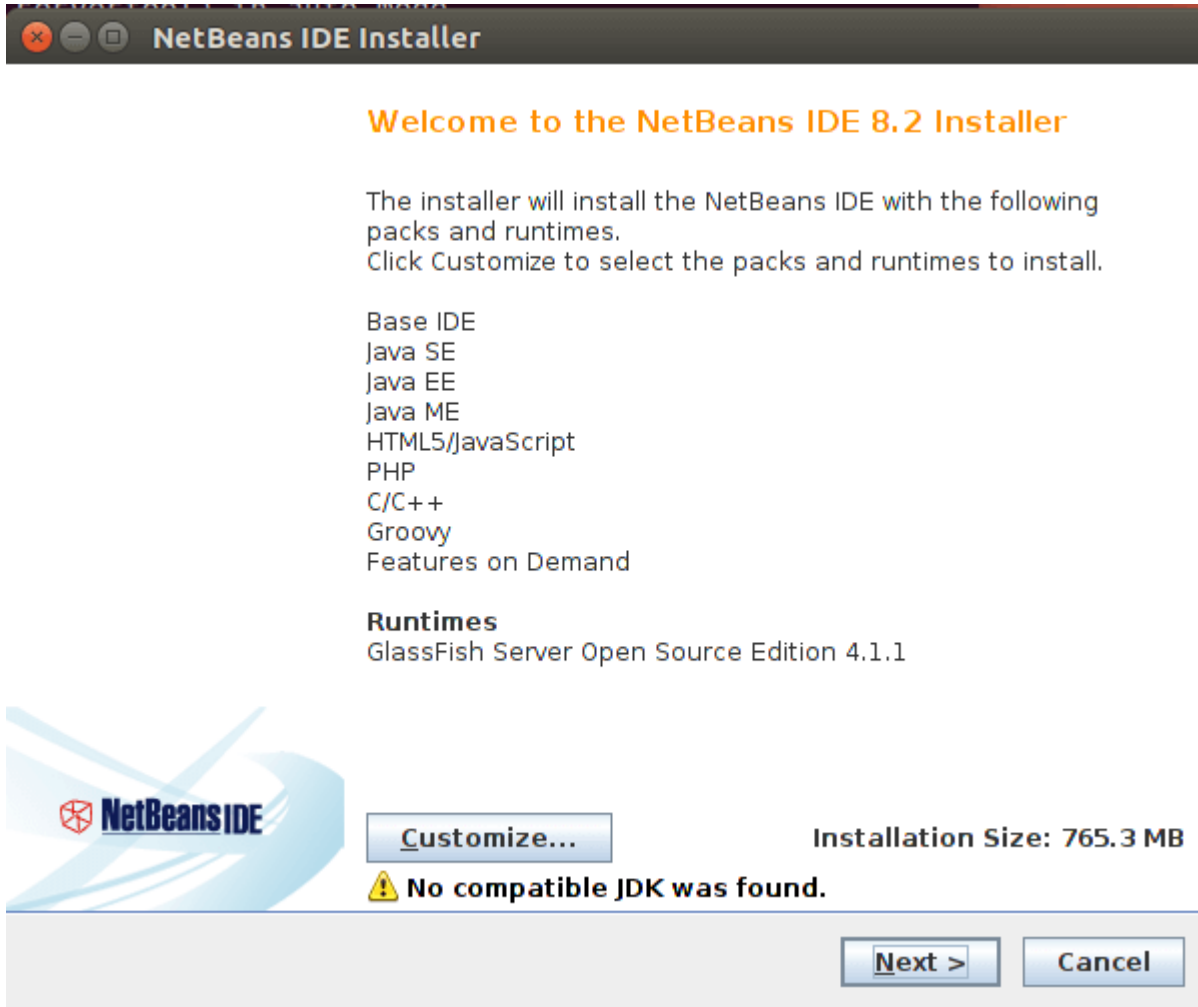 NetBeans IDE Installer
Welcome to the NetBeans IDE 8.2 Installer
The installer will install the NetBeans IDE with the following
packs and runtimes.
Click Customize to select the packs and runtimes to install.
Base IDE
Java SE
Java EE
Java ME
HTML5/JavaScript
PHP
C/C++
Groovy
Features on Demand
Runtimes
GlassFish Server Open Source Edition 4.1.1
NetBeans IDE
Customize...
Installation Size: 765.3 MB
No compatible JDK was found.
Next >
Cancel